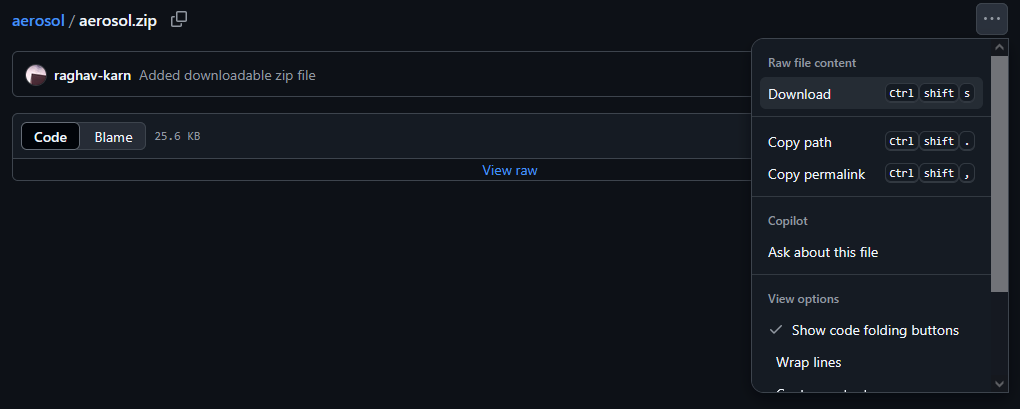 aerosol / aerosol.zip
raghav-karn Added downloadable zip file
Code Blame 25.6 KB
View raw
Raw file content
Download Ctrl shift s
Copy path Ctrl shift .
Copy permalink Ctrl shift ,
Copilot
Ask about this file
View options
Show code folding buttons
Wrap lines